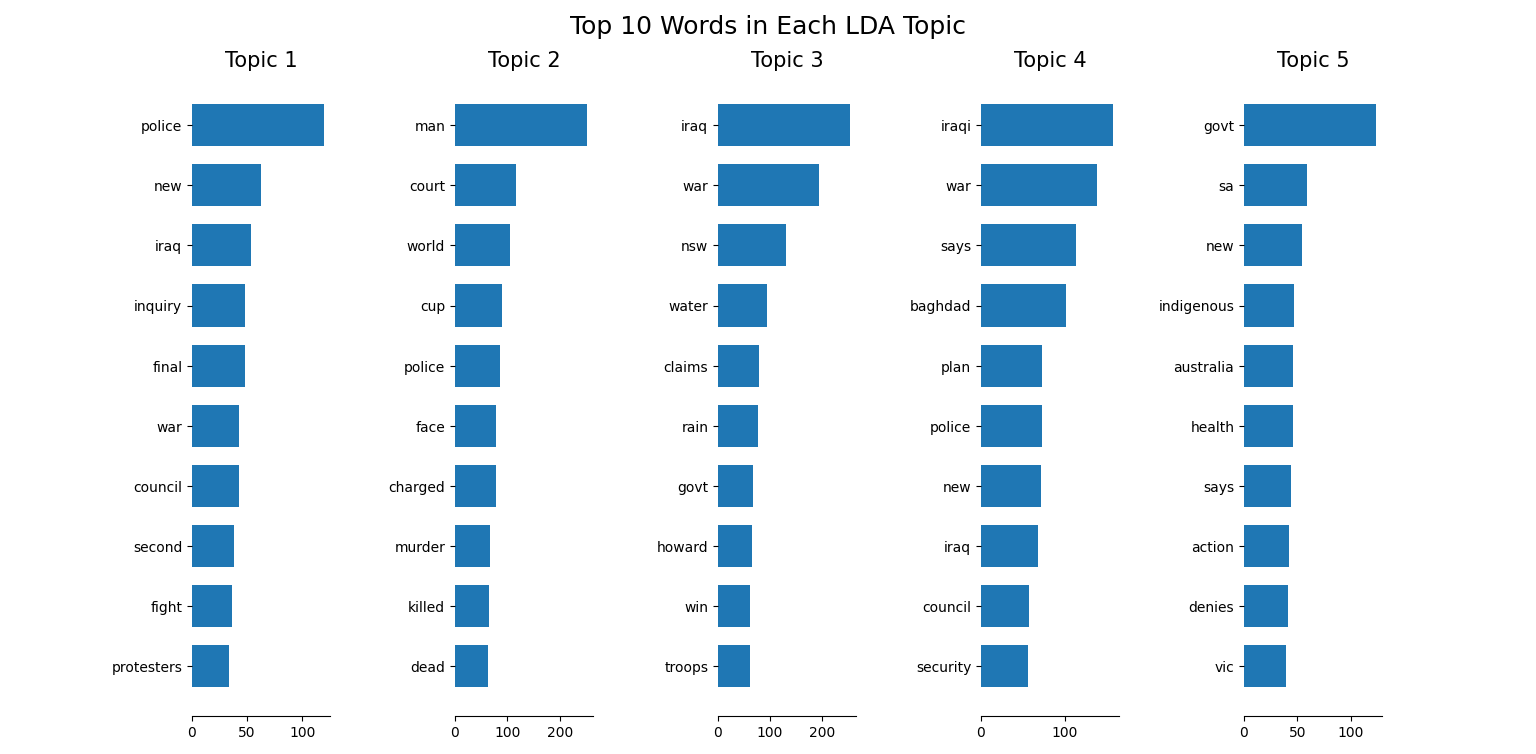 Top 10 Words in Each LDA Topic
Topic 1
police
new
iraq
inquiry
final
war
council
second
fight
protesters
0 50 100
Topic 2
man
court
world
cup
police
face
charged
murder
killed
dead
0 100 200
Topic 3
iraq
war
nsw
water
claims
rain
govt
howard
win
troops
0 100 200
Topic 4
iraqi
war
says
baghdad
plan
police
new
iraq
council
security
0 100
Topic 5
govt
sa
new
indigenous
australia
health
says
action
denies
vic
0 50 100